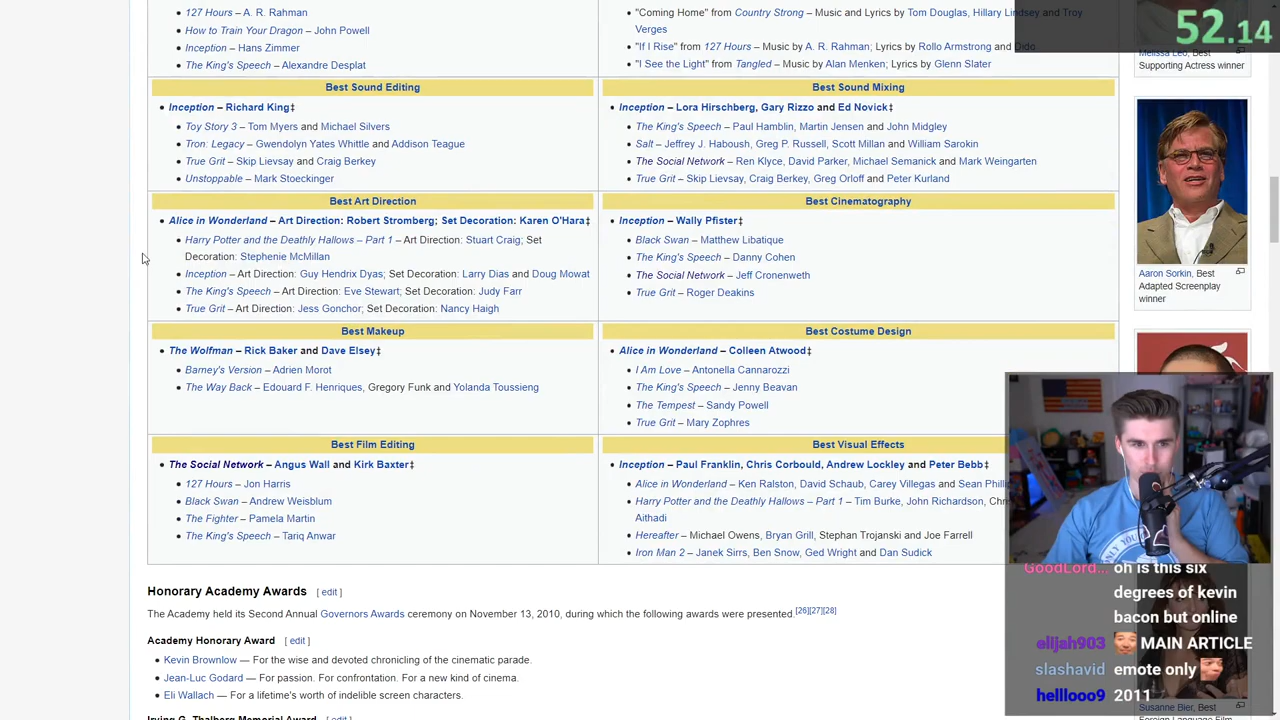 127 Hours – A. R. Rahman
How to Train Your Dragon – John Powell
Inception – Hans Zimmer
The King's Speech – Alexandre Desplat
"Coming Home" from Country Strong – Music and Lyrics by Tom Douglas, Hillary Lindsey and Troy
Verges
"If I Rise" from 127 Hours – Music by A. R. Rahman; Lyrics by Rollo Armstrong and Dido
"I See the Light" from Tangled – Music by Alan Menken; Lyrics by Glenn Slater
52.14
Melissa Leo, Best
Supporting Actress winner
Best Sound Editing
Inception – Richard King‡
Toy Story 3 – Tom Myers and Michael Silvers
Tron: Legacy – Gwendolyn Yates Whittle and Addison Teague
True Grit – Skip Lievsay and Craig Berkey
Unstoppable – Mark Stoeckinger
Best Sound Mixing
Inception – Lora Hirschberg, Gary Rizzo and Ed Novick‡
The King's Speech – Paul Hamblin, Martin Jensen and John Midgley
Salt – Jeffrey J. Haboush, Greg P. Russell, Scott Millan and William Sarokin
The Social Network – Ren Klyce, David Parker, Michael Semanick and Mark Weingarten
True Grit – Skip Lievsay, Craig Berkey, Greg Orloff and Peter Kurland
Best Art Direction
Alice in Wonderland – Art Direction: Robert Stromberg; Set Decoration: Karen O'Hara‡
Harry Potter and the Deathly Hallows – Part 1 – Art Direction: Stuart Craig; Set
Decoration: Stephenie McMillan
Inception – Art Direction: Guy Hendrix Dyas; Set Decoration: Larry Dias and Doug Mowat
The King's Speech – Art Direction: Eve Stewart; Set Decoration: Judy Farr
True Grit – Art Direction: Jess Gonchor; Set Decoration: Nancy Haigh
Best Cinematography
Inception – Wally Pfister‡
Black Swan – Matthew Libatique
The King's Speech – Danny Cohen
The Social Network – Jeff Cronenweth
True Grit – Roger Deakins
Aaron Sorkin, Best
Adapted Screenplay
winner
Best Makeup
The Wolfman – Rick Baker and Dave Elsey‡
Barney's Version – Adrien Morot
The Way Back – Edouard F. Henriques, Gregory Funk and Yolanda Toussieng
Best Costume Design
Alice in Wonderland – Colleen Atwood‡
I Am Love – Antonella Cannarozzi
The King's Speech – Jenny Beavan
The Tempest – Sandy Powell
True Grit – Mary Zophres
Best Film Editing
The Social Network – Angus Wall and Kirk Baxter‡
127 Hours – Jon Harris
Black Swan – Andrew Weisblum
The Fighter – Pamela Martin
The King's Speech – Tariq Anwar
Best Visual Effects
Inception – Paul Franklin, Chris Corbould, Andrew Lockley and Peter Bebb‡
Alice in Wonderland – Ken Ralston, David Schaub, Carey Villegas and Sean
Harry Potter and the Deathly Hallows – Part 1 – Tim Burke, John Richardson,
Aithadi
Hereafter – Michael Owens, Bryan Grill, Stephan Trojanski and Joe Farrell
Iron Man 2 – Janek Sirrs, Ben Snow, Ged Wright and Dan Sudick
Honorary Academy Awards [ edit ]
The Academy held its Second Annual Governors Awards ceremony on November 13, 2010, during which the following awards were presented.[26][27][28]
Academy Honorary Award [ edit ]
Kevin Brownlow — For the wise and devoted chronicling of the cinematic parade.
Jean-Luc Godard — For passion. For confrontation. For a new kind of cinema.
Eli Wallach — For a lifetime's worth of indelible screen characters.
Irving G. Thalberg Memorial Award [ edit ]
GoodLord... oh is this six
degrees of kevin
bacon but online
elijah903 MAIN ARTICLE
slashavid emote only
helllooo9 2011
Susanne Bier, Best